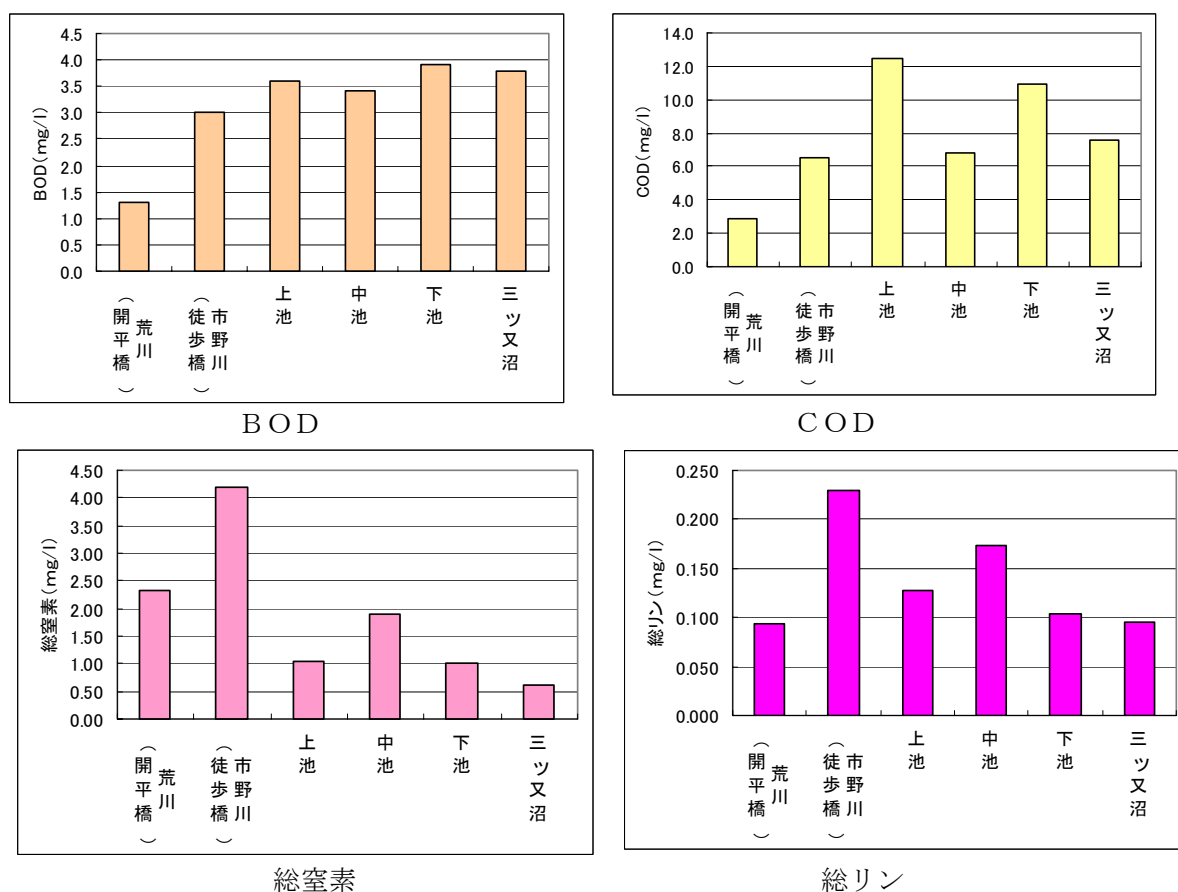 BOD(mg/l)
4.5
4.0
3.5
3.0
2.5
2.0
1.5
1.0
0.5
0.0
荒川
(開平橋)
市野川
(徒歩橋)
上池
中池
下池
三ツ又沼
BOD
COD(mg/l)
14.0
12.0
10.0
8.0
6.0
4.0
2.0
0.0
荒川
(開平橋)
市野川
(徒歩橋)
上池
中池
下池
三ツ又沼
COD
総窒素(mg/l)
4.50
4.00
3.50
3.00
2.50
2.00
1.50
1.00
0.50
0.00
荒川
(開平橋)
市野川
(徒歩橋)
上池
中池
下池
三ツ又沼
総窒素
総リン(mg/l)
0.250
0.200
0.150
0.100
0.050
0.000
荒川
(開平橋)
市野川
(徒歩橋)
上池
中池
下池
三ツ又沼
総リン